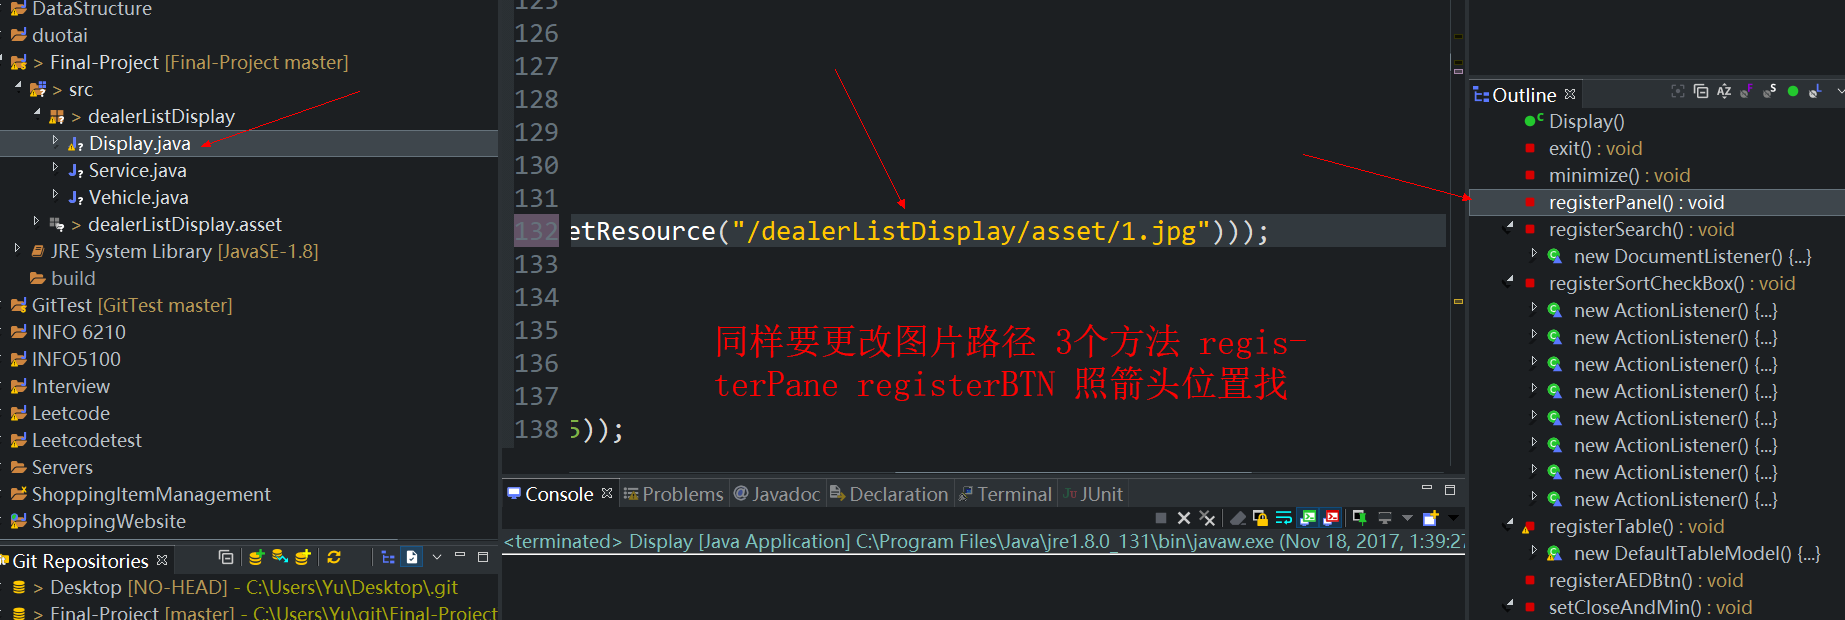 DataStructure
duotai
> Final-Project [Final-Project master]
> src
> dealerListDisplay
Display.java
Service.java
Vehicle.java
> dealerListDisplay.asset
JRE System Library [JavaSE-1.8]
build
GitTest [GitTest master]
INFO 6210
INFO5100
Interview
Leetcode
Leetcodetest
Servers
ShoppingItemManagement
ShoppingWebsite
Git Repositories
> Desktop [NO-HEAD] - C:\Users\Yu\Desktop\.git
> Final-Project [master] - C:\Users\Yu\git\Final-Project
125
126
127
128
129
130
131
132 etResource("/dealerListDisplay/asset/1.jpg")));
133
134
135
136
137
138 5));
同样要更改图片路径 3个方法 regis-
terPane registerBTN 照箭头位置找
Console Problems @ Javadoc Declaration Terminal JUnit
<terminated> Display [Java Application] C:\Program Files\Java\jre1.8.0_131\bin\javaw.exe (Nov 18, 2017, 1:39:27
Outline
Display()
exit() : void
minimize() : void
registerPanel() : void
registerSearch() : void
new DocumentListener() {...}
registerSortCheckBox() : void
new ActionListener() {...}
new ActionListener() {...}
new ActionListener() {...}
new ActionListener() {...}
new ActionListener() {...}
new ActionListener() {...}
new ActionListener() {...}
new ActionListener() {...}
registerTable() : void
new DefaultTableModel() {...}
registerAEDBtn() : void
setCloseAndMin() : void